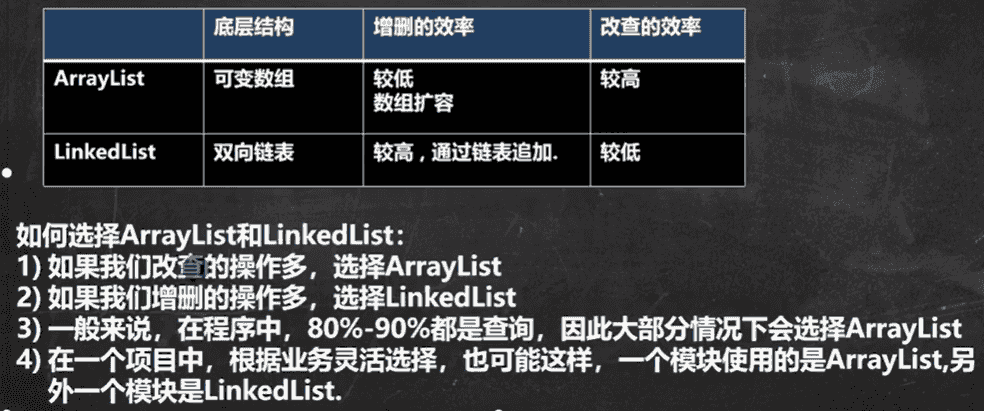 底层结构 增删的效率 改查的效率
ArrayList 可变数组 较低 较高
数组扩容
LinkedList 双向链表 较高，通过链表追加. 较低
如何选择ArrayList和LinkedList：
1) 如果我们改查的操作多，选择ArrayList
2) 如果我们增删的操作多，选择LinkedList
3) 一般来说，在程序中，80%-90%都是查询，因此大部分情况下会选择ArrayList
4) 在一个项目中，根据业务灵活选择，也可能这样，一个模块使用的是ArrayList,另
外一个模块是LinkedList.